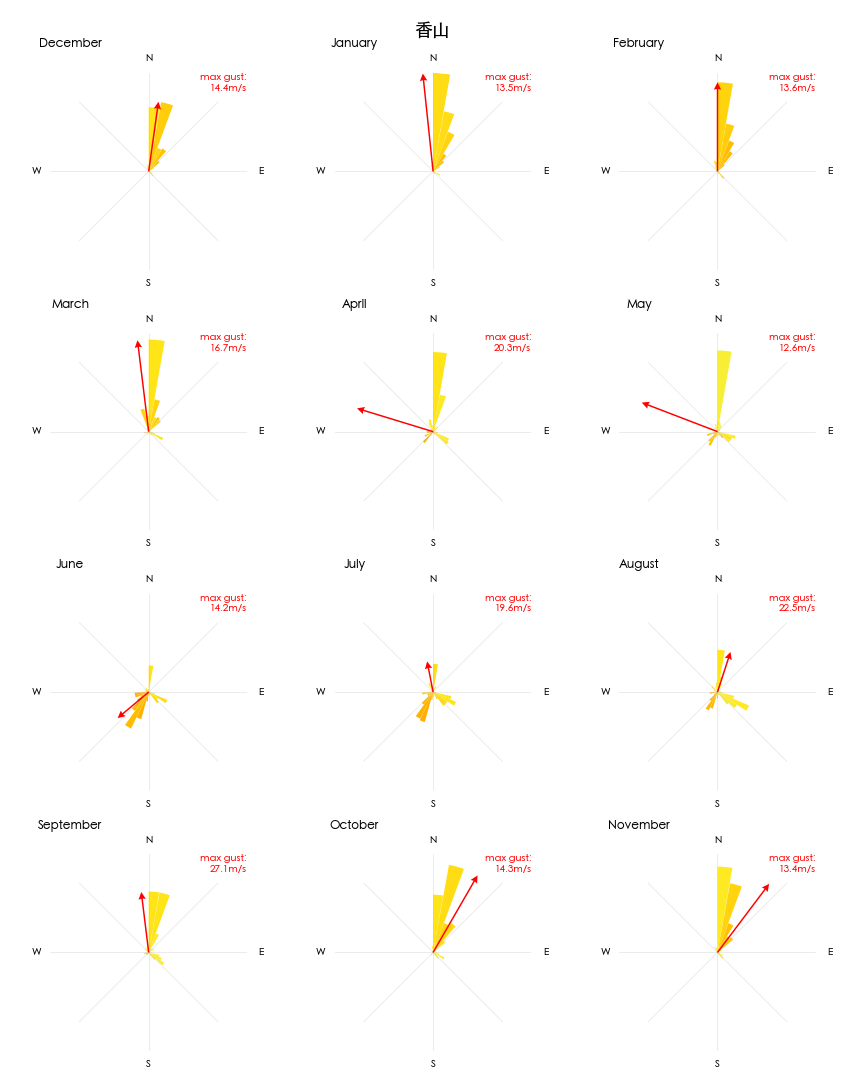 香山
December
January
February
N
N
N
max gust:
14.4m/s
max gust:
13.5m/s
max gust:
13.6m/s
W
E
W
E
W
E
S
S
S
March
April
May
N
N
N
max gust:
16.7m/s
max gust:
20.3m/s
max gust:
12.6m/s
W
E
W
E
W
E
S
S
S
June
July
August
N
N
N
max gust:
14.2m/s
max gust:
19.6m/s
max gust:
22.5m/s
W
E
W
E
W
E
S
S
S
September
October
November
N
N
N
max gust:
27.1m/s
max gust:
14.3m/s
max gust:
13.4m/s
W
E
W
E
W
E
S
S
S